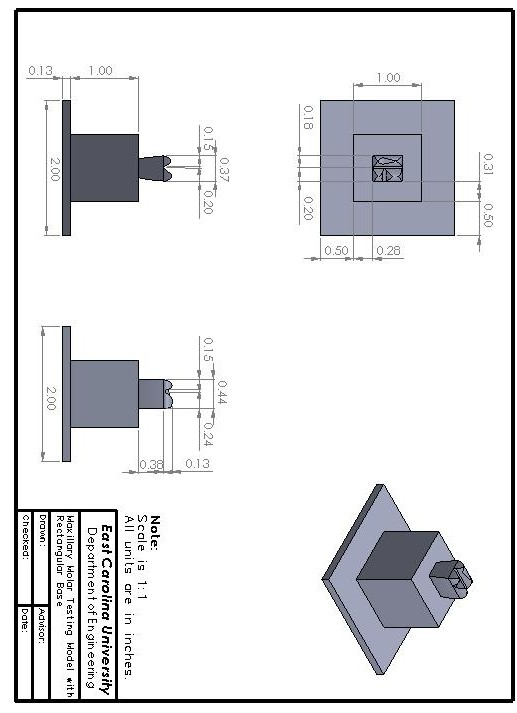 0.13
1.00
2.00
0.15
0.37
0.20
1.00
0.18
0.20
0.31
0.50
0.50
0.28
2.00
0.15
0.44
0.24
0.38
0.13
Note:
Scale is 1:1
All units are in inches.
East Carolina University
Department of Engineering
Maxillary Molar Testing Model with
Rectangular Base
Drawn:
Advisor:
Checked:
Date: